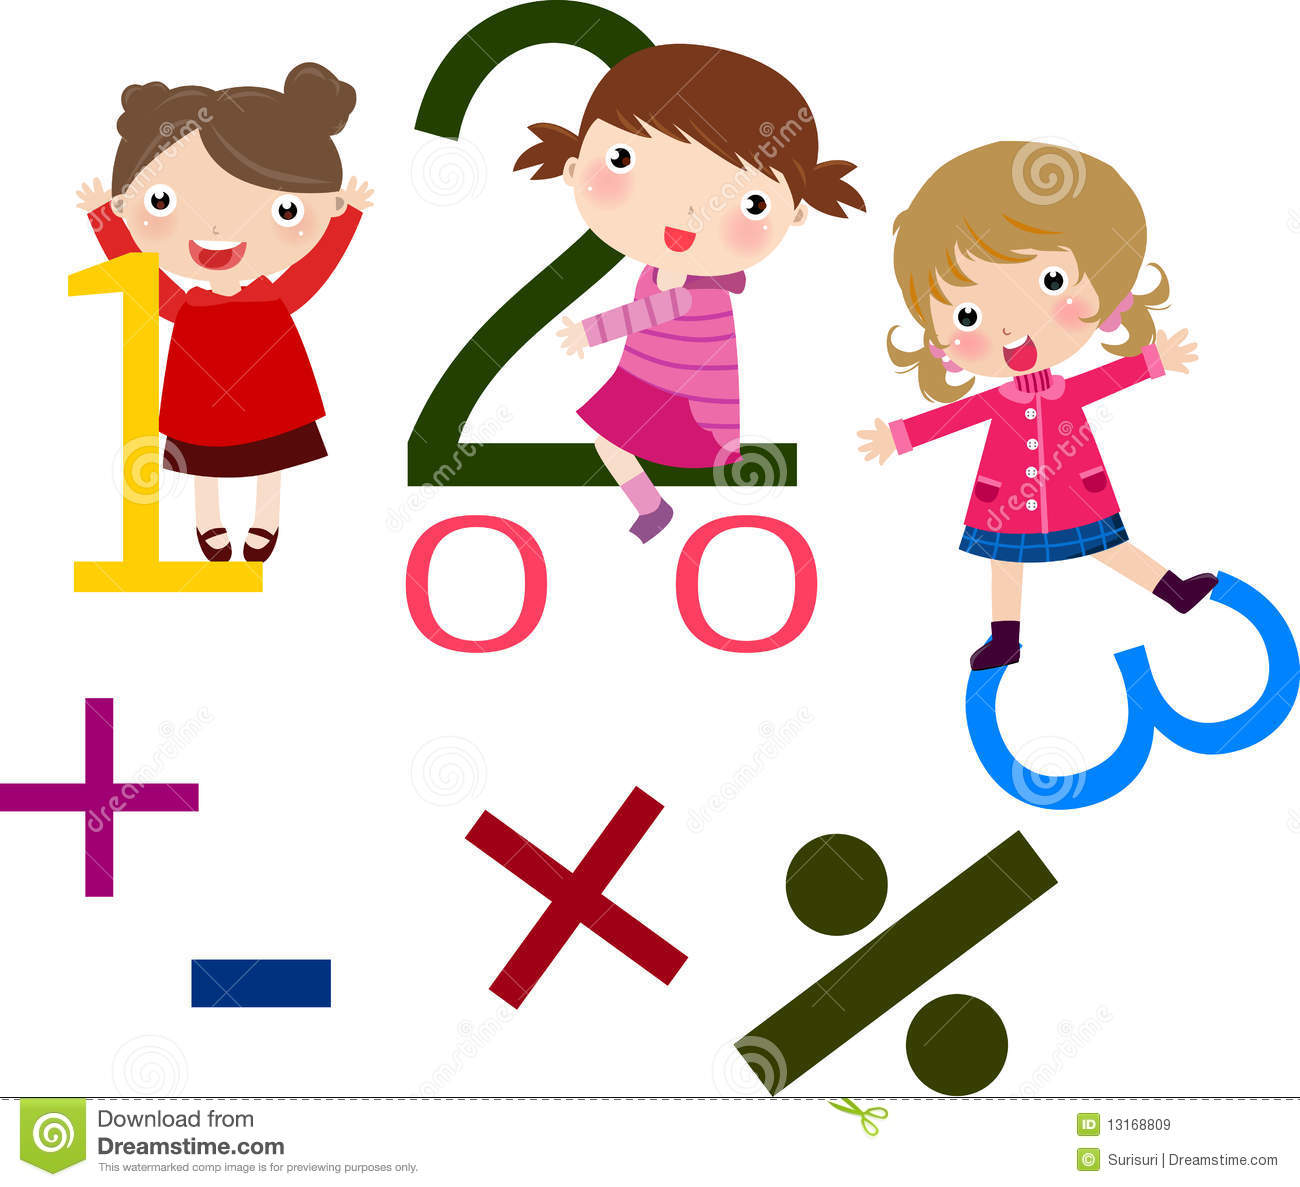 1 2 3
o o
+ - × ÷
Download from
Dreamstime.com
This watermarked comp image is for previewing purposes only.
ID 13168809
© Surisuri | Dreamstime.com
dreamstime